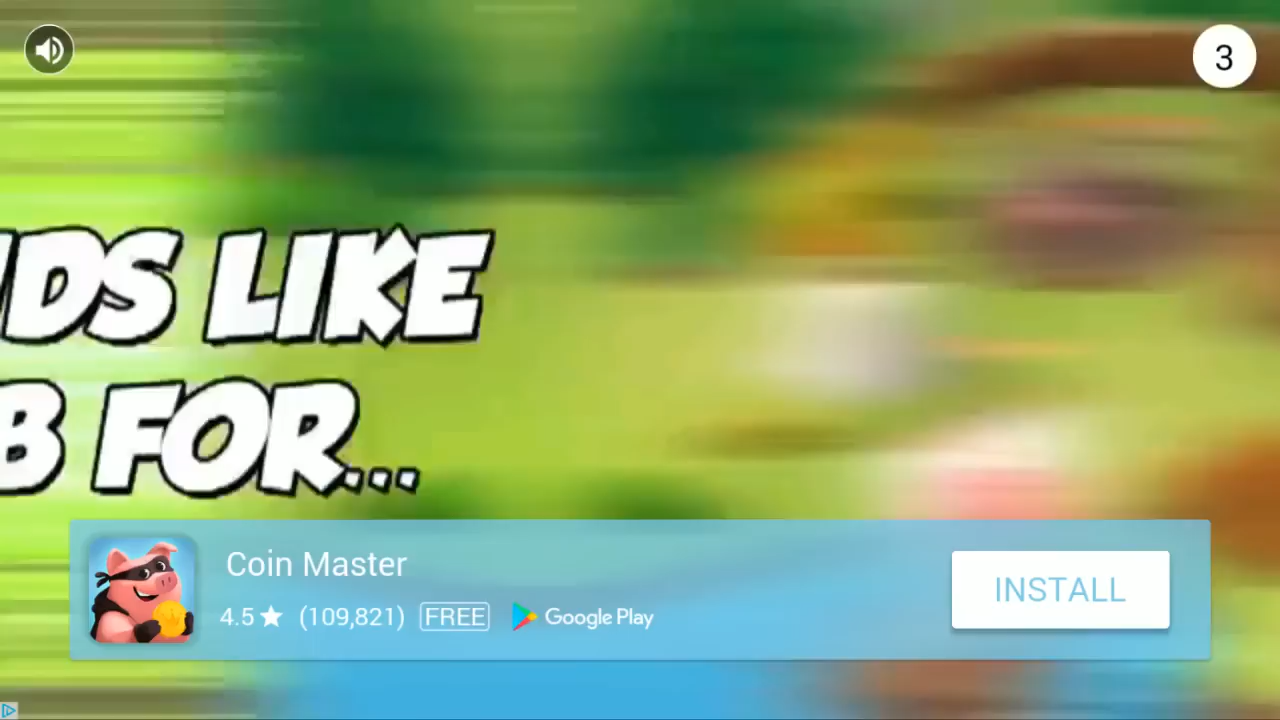 3
DS LIKE
B FOR...
Coin Master
4.5★ (109,821) FREE Google Play
INSTALL